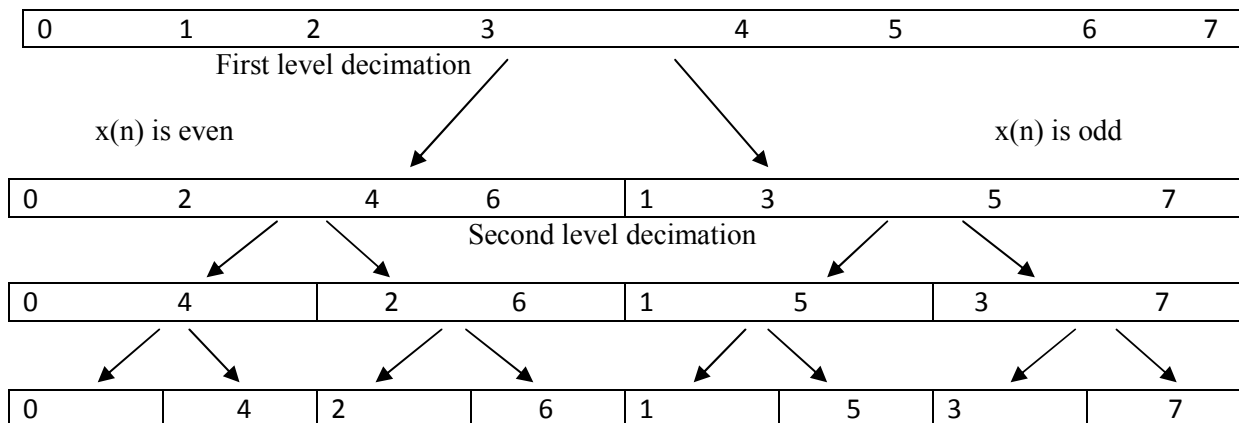 0 1 2 3 4 5 6 7
First level decimation
x(n) is even x(n) is odd
0 2 4 6 1 3 5 7
Second level decimation
0 4 2 6 1 5 3 7
0 4 2 6 1 5 3 7